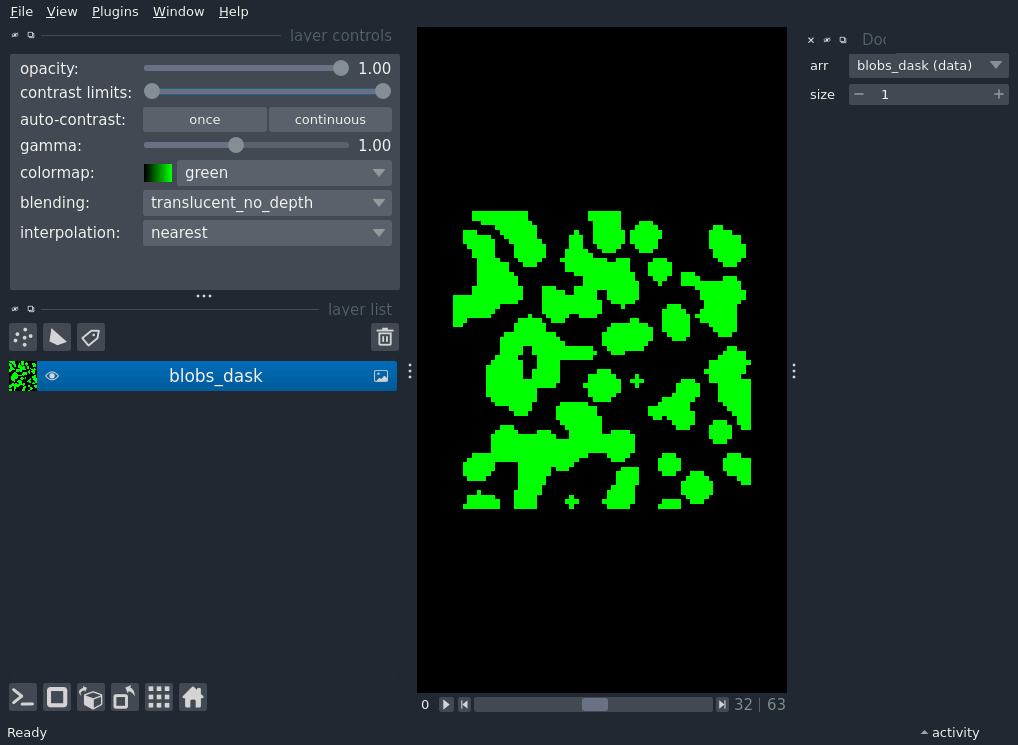 File View Plugins Window Help
layer controls
opacity: 1.00
contrast limits:
auto-contrast: once continuous
gamma: 1.00
colormap: green
blending: translucent_no_depth
interpolation: nearest
layer list
blobs_dask
0 32 | 63
Ready
arr blobs_dask (data)
size 1
activity